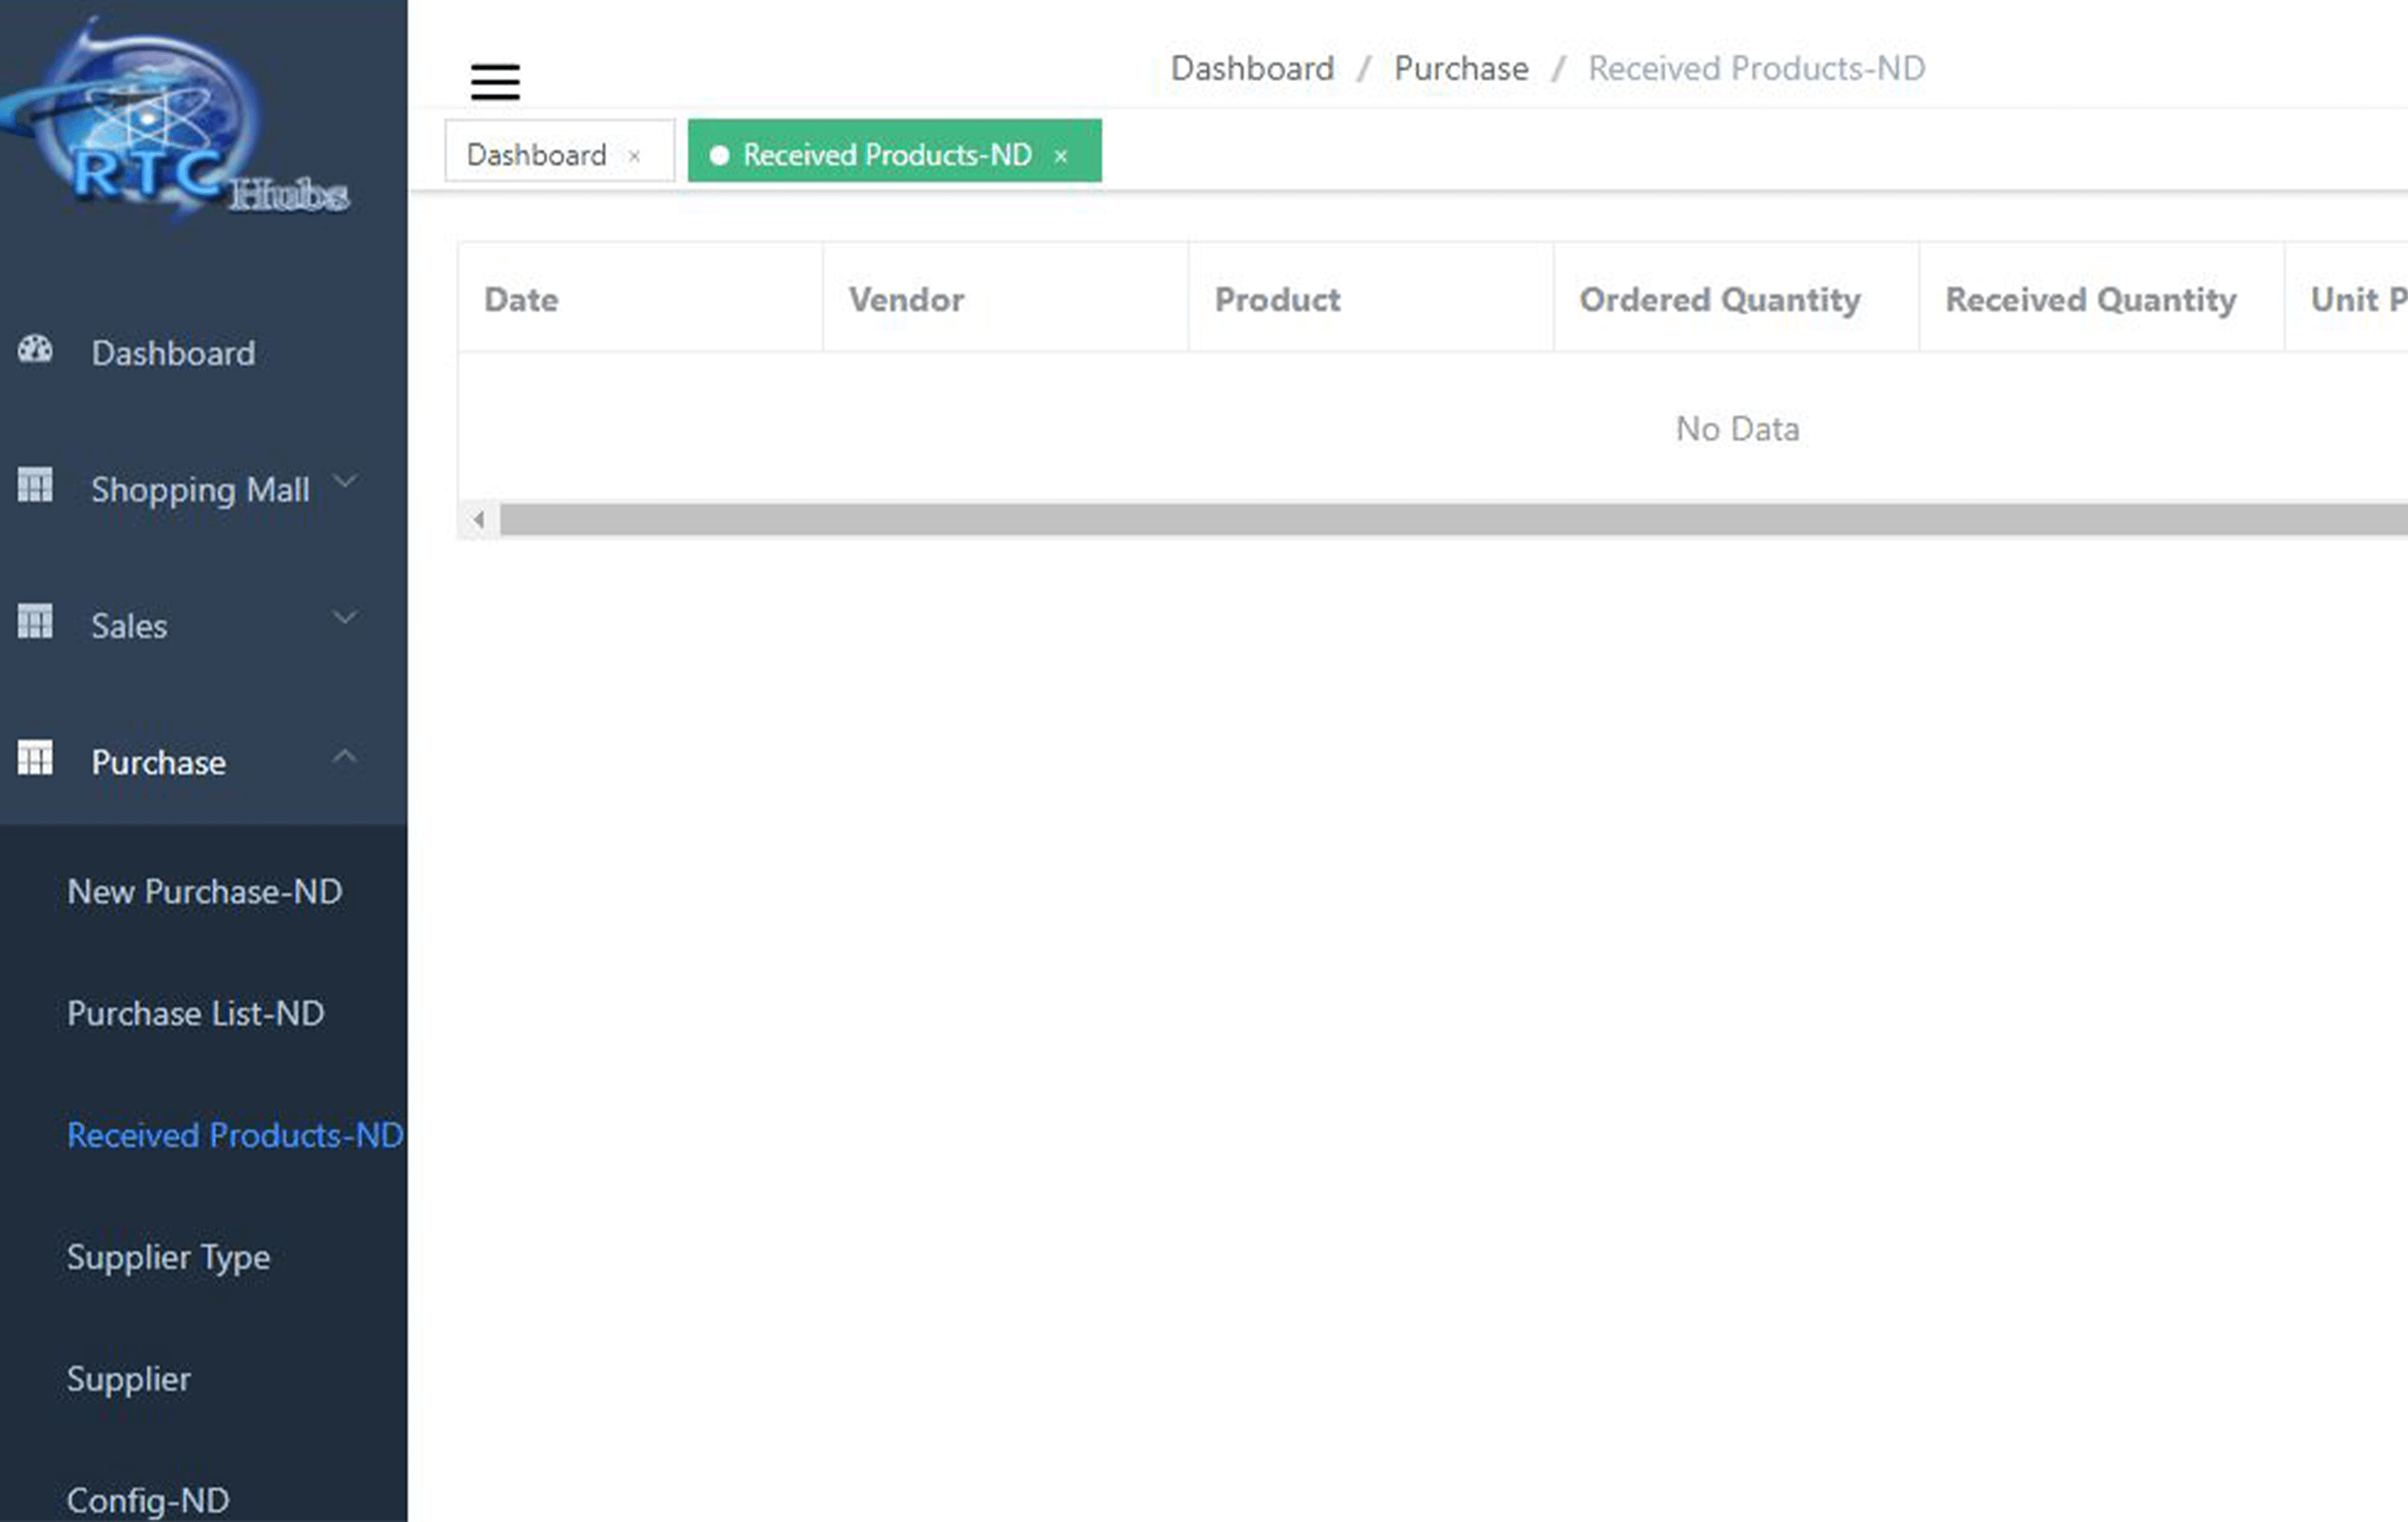 RTC Hubs
Dashboard / Purchase / Received Products-ND
Dashboard × Received Products-ND ×
Date Vendor Product Ordered Quantity Received Quantity Unit P
No Data
Dashboard
Shopping Mall
Sales
Purchase
New Purchase-ND
Purchase List-ND
Received Products-ND
Supplier Type
Supplier
Config-ND